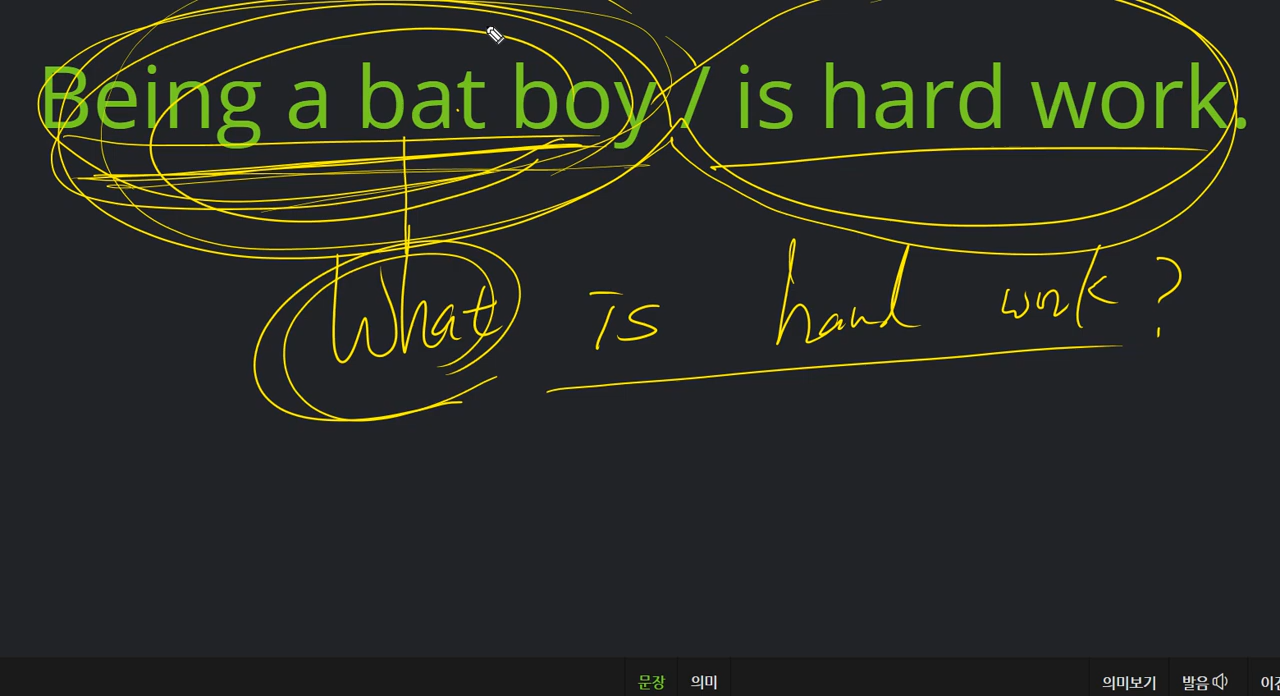 Being a bat boy / is hard work.
What is hard work?
문장 의미 의미보기 발음